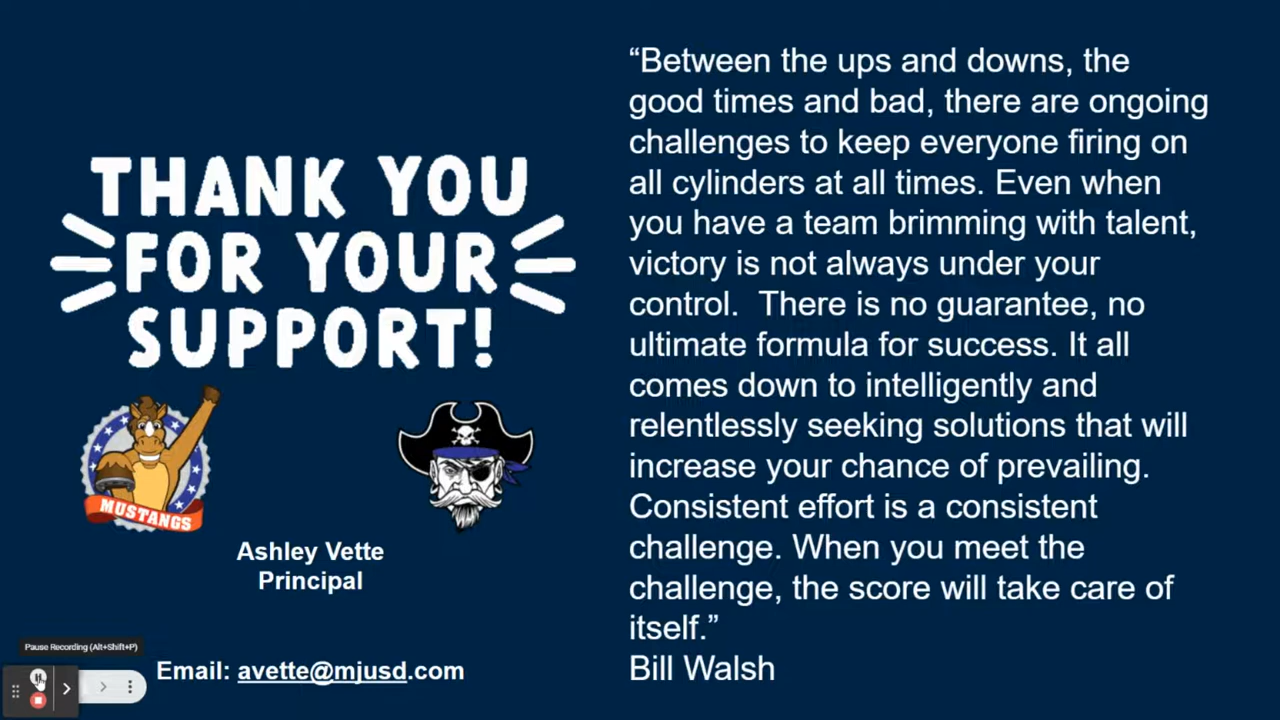 THANK YOU
FOR YOUR
SUPPORT!
MUSTANGS
Ashley Vette
Principal
Pause Recording (Alt+Shift+P)
Email: avette@mjusd.com
“Between the ups and downs, the
good times and bad, there are ongoing
challenges to keep everyone firing on
all cylinders at all times. Even when
you have a team brimming with talent,
victory is not always under your
control.  There is no guarantee, no
ultimate formula for success. It all
comes down to intelligently and
relentlessly seeking solutions that will
increase your chance of prevailing.
Consistent effort is a consistent
challenge. When you meet the
challenge, the score will take care of
itself.”
Bill Walsh